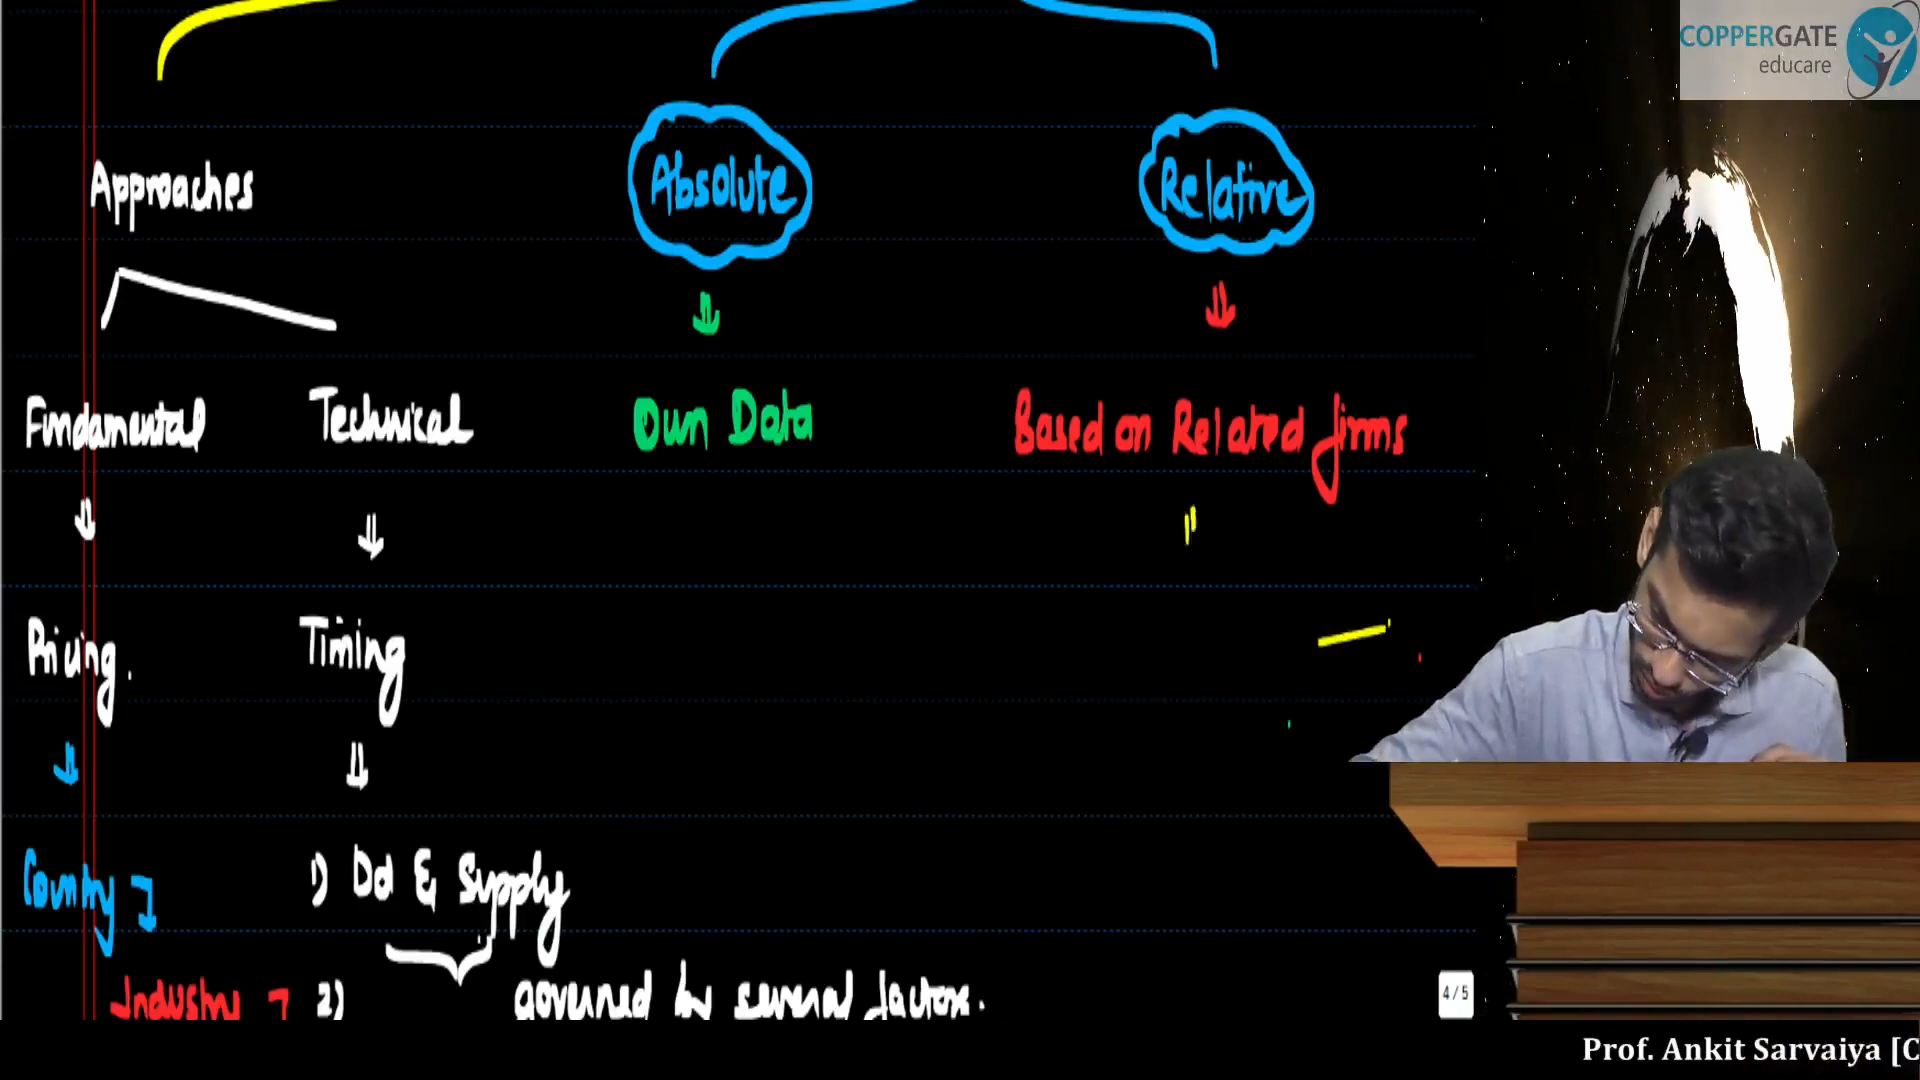 COPPERGATE
educare
Approaches
Absolute
Relative
Fundamental
Technical
Own Data
Based on Related firms
Pricing.
Timing
Country
1) Dd & Supply
Industry 2) governed by several factors.
4/5
Prof. Ankit Sarvaiya [C